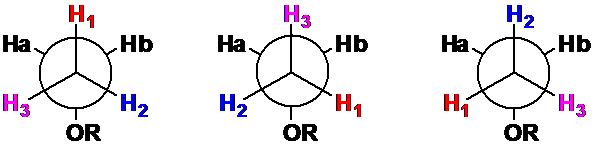 H1 H3 H2
Ha Hb Ha Hb Ha Hb
H3 H2 H2 H1 H1 H3
OR OR OR